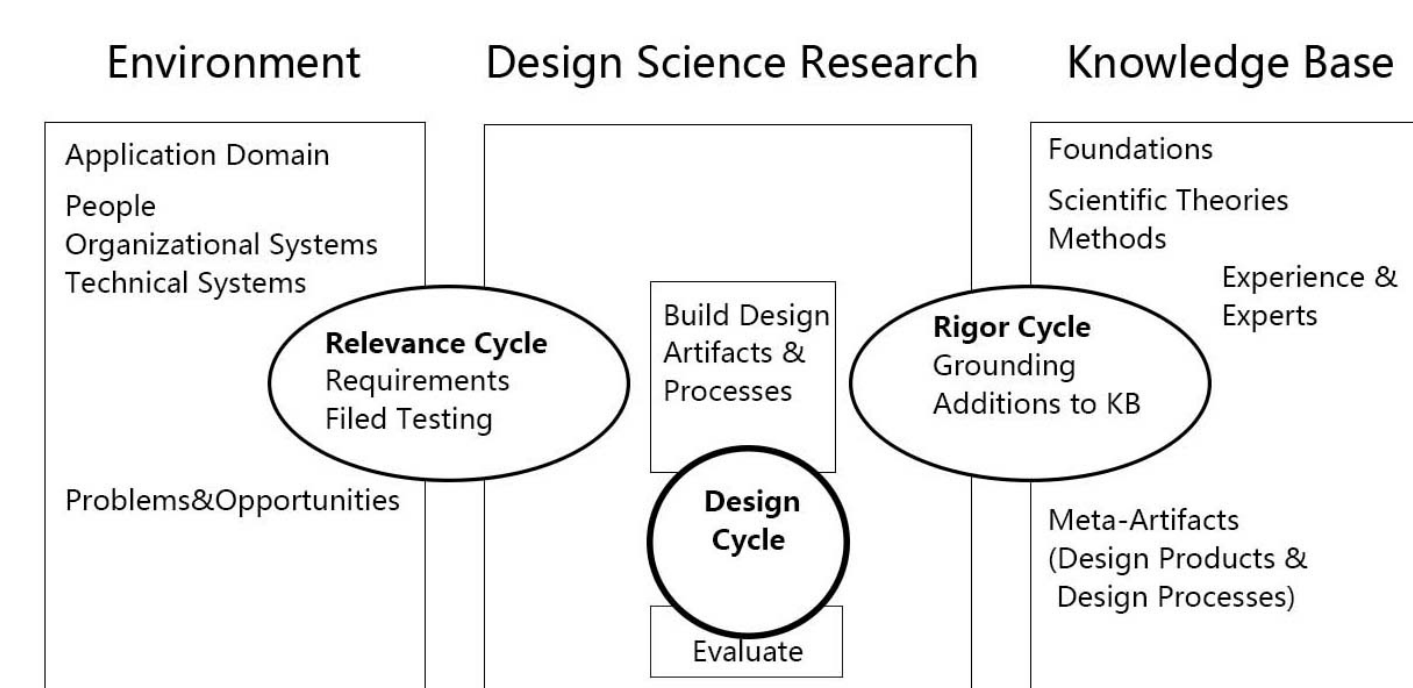 Environment
Design Science Research
Knowledge Base
Application Domain
People
Organizational Systems
Technical Systems
Relevance Cycle
Requirements
Filed Testing
Problems&Opportunities
Build Design
Artifacts &
Processes
Design
Cycle
Evaluate
Foundations
Scientific Theories
Methods
Experience &
Experts
Rigor Cycle
Grounding
Additions to KB
Meta-Artifacts
(Design Products &
Design Processes)